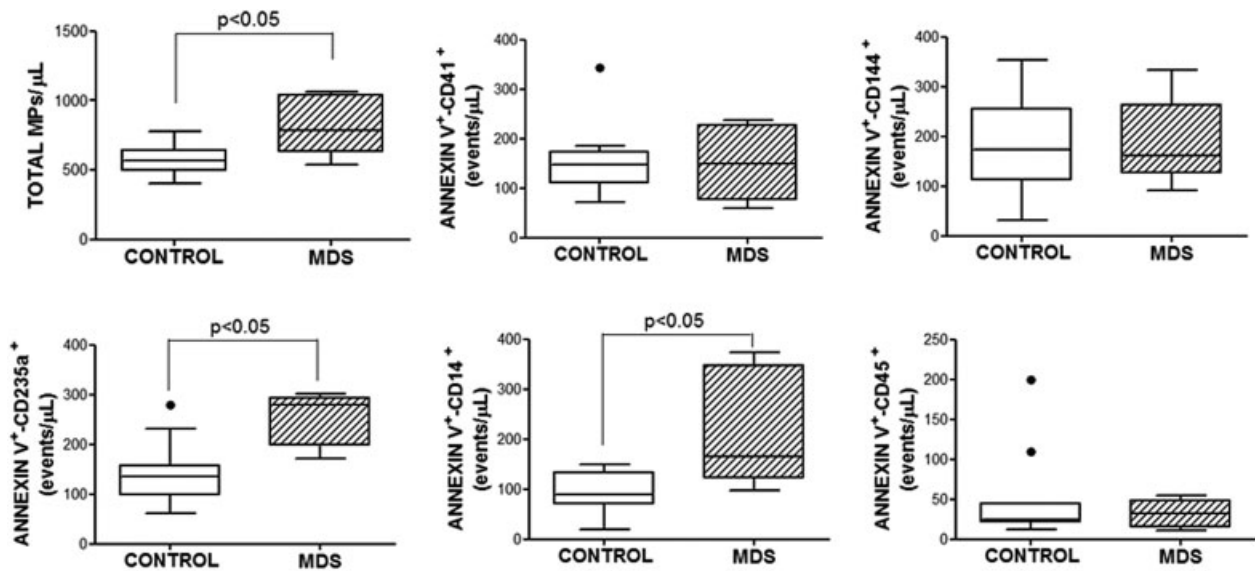 p<0.05
TOTAL MPs/μL
1500
1000
500
0
CONTROL
MDS
ANNEXIN V+-CD41 +
(events/μL)
400
300
200
100
0
CONTROL
MDS
ANNEXIN V+-CD144 +
(events/μL)
400
300
200
100
0
CONTROL
MDS
p<0.05
ANNEXIN V+-CD235a +
(events/μL)
400
300
200
100
0
CONTROL
MDS
p<0.05
ANNEXIN V+-CD14 +
(events/μL)
400
300
200
100
0
CONTROL
MDS
ANNEXIN V+-CD45 +
(events/μL)
250
200
150
100
50
0
CONTROL
MDS